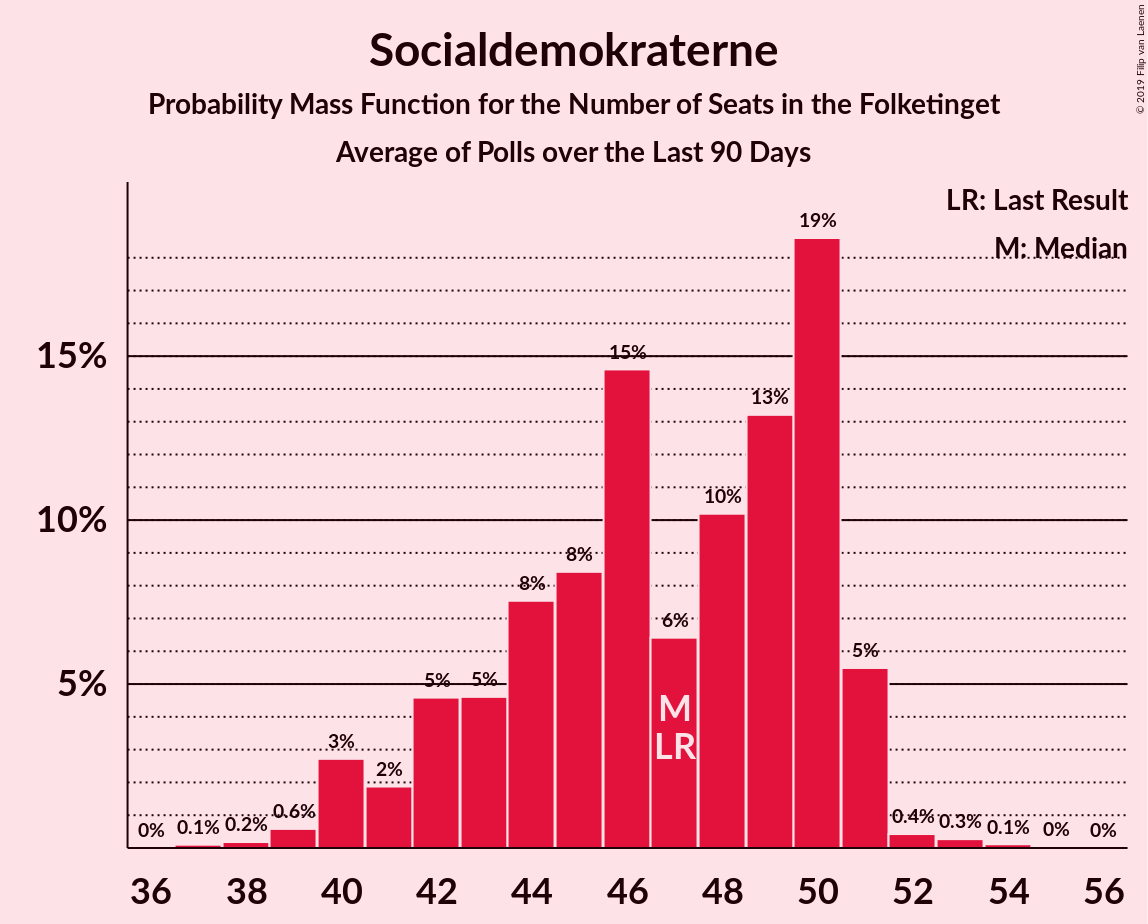 Socialdemokraterne
Probability Mass Function for the Number of Seats in the Folketinget
Average of Polls over the Last 90 Days
© 2019 Filip van Laenen
LR: Last Result
M: Median
15%
10%
5%
0%
0.1%
0.2%
0.6%
3%
2%
5%
5%
8%
8%
15%
6%
10%
13%
19%
5%
0.4%
0.3%
0.1%
0%
0%
M
LR
36 38 40 42 44 46 48 50 52 54 56